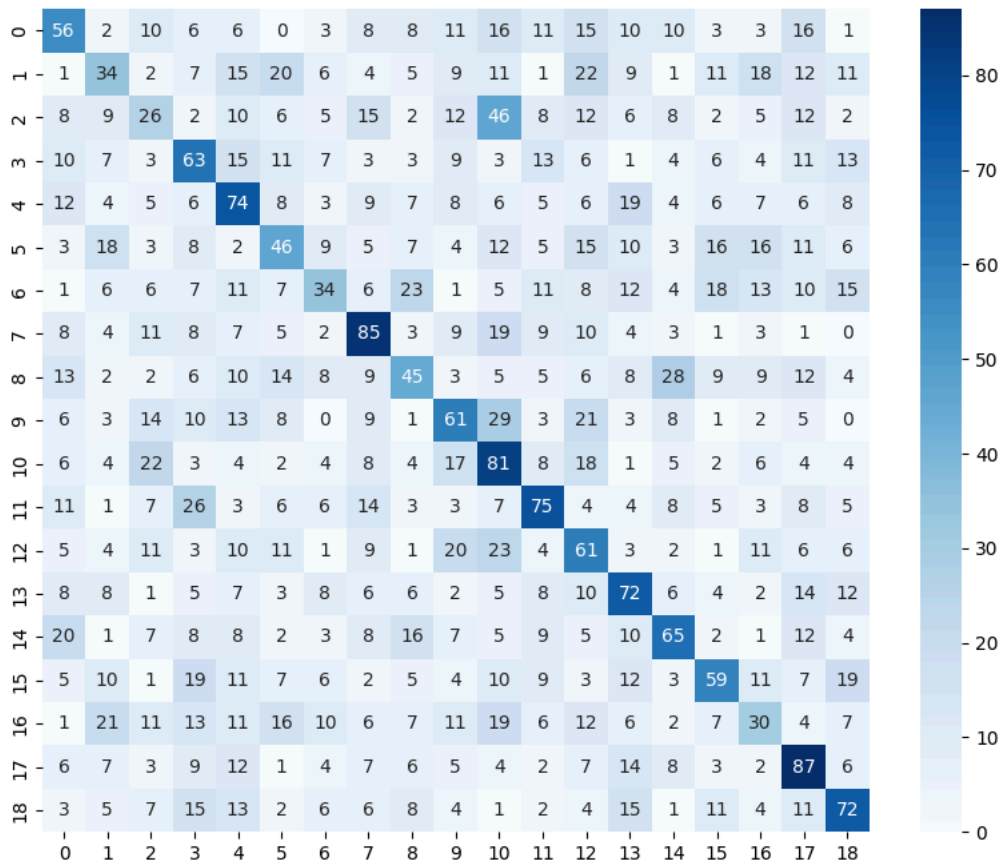 0 56 2 10 6 6 0 3 8 8 11 16 11 15 10 10 3 3 16 1
1 1 34 2 7 15 20 6 4 5 9 11 1 22 9 1 11 18 12 11
2 8 9 26 2 10 6 5 15 2 12 46 8 12 6 8 2 5 12 2
3 10 7 3 63 15 11 7 3 3 9 3 13 6 1 4 6 4 11 13
4 12 4 5 6 74 8 3 9 7 8 6 5 6 19 4 6 7 6 8
5 3 18 3 8 2 46 9 5 7 4 12 5 15 10 3 16 16 11 6
6 1 6 6 7 11 7 34 6 23 1 5 11 8 12 4 18 13 10 15
7 8 4 11 8 7 5 2 85 3 9 19 9 10 4 3 1 3 1 0
8 13 2 2 6 10 14 8 9 45 3 5 5 6 8 28 9 9 12 4
9 6 3 14 10 13 8 0 9 1 61 29 3 21 3 8 1 2 5 0
10 6 4 22 3 4 2 4 8 4 17 81 8 18 1 5 2 6 4 4
11 11 1 7 26 3 6 6 14 3 3 7 75 4 4 8 5 3 8 5
12 5 4 11 3 10 11 1 9 1 20 23 4 61 3 2 1 11 6 6
13 8 8 1 5 7 3 8 6 6 2 5 8 10 72 6 4 2 14 12
14 20 1 7 8 8 2 3 8 16 7 5 9 5 10 65 2 1 12 4
15 5 10 1 19 11 7 6 2 5 4 10 9 3 12 3 59 11 7 19
16 1 21 11 13 11 16 10 6 7 11 19 6 12 6 2 7 30 4 7
17 6 7 3 9 12 1 4 7 6 5 4 2 7 14 8 3 2 87 6
18 3 5 7 15 13 2 6 6 8 4 1 2 4 15 1 11 4 11 72
0 1 2 3 4 5 6 7 8 9 10 11 12 13 14 15 16 17 18
80
70
60
50
40
30
20
10
0